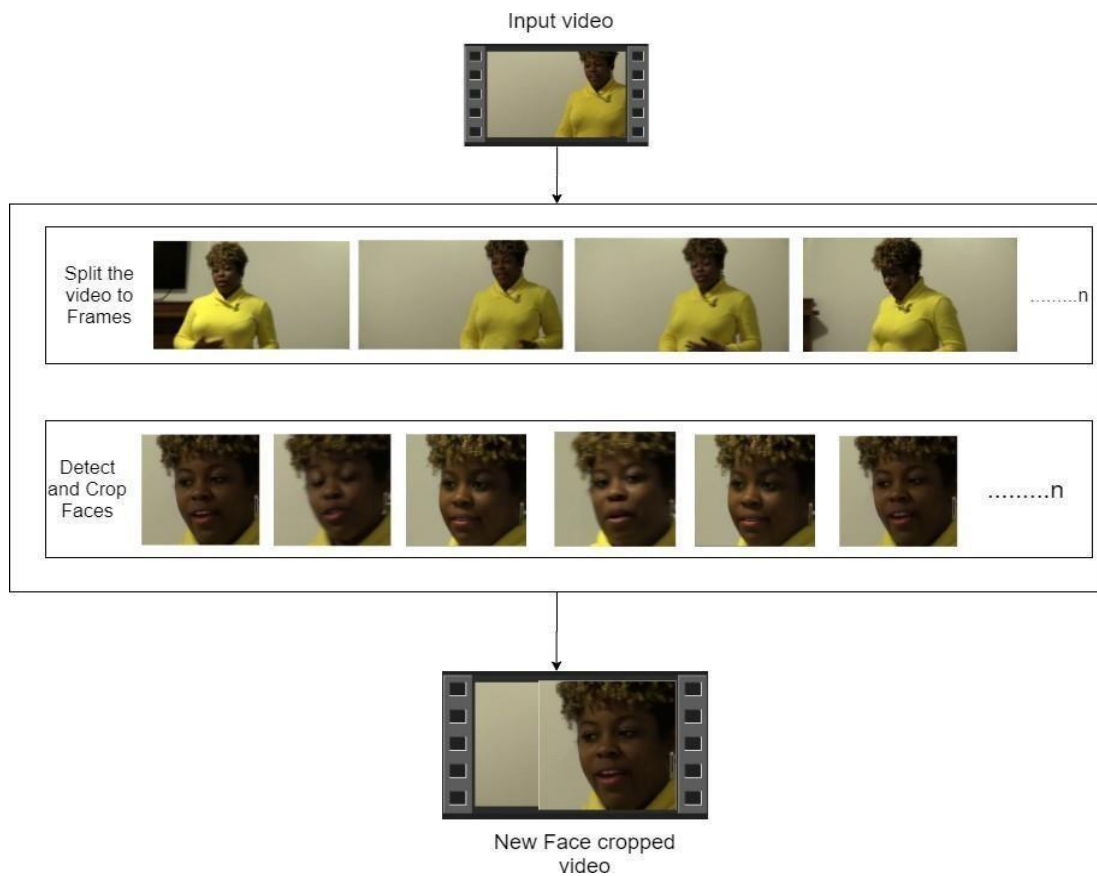 Input video
Split the
video to
Frames
.........n
Detect
and Crop
Faces
.........n
New Face cropped
video